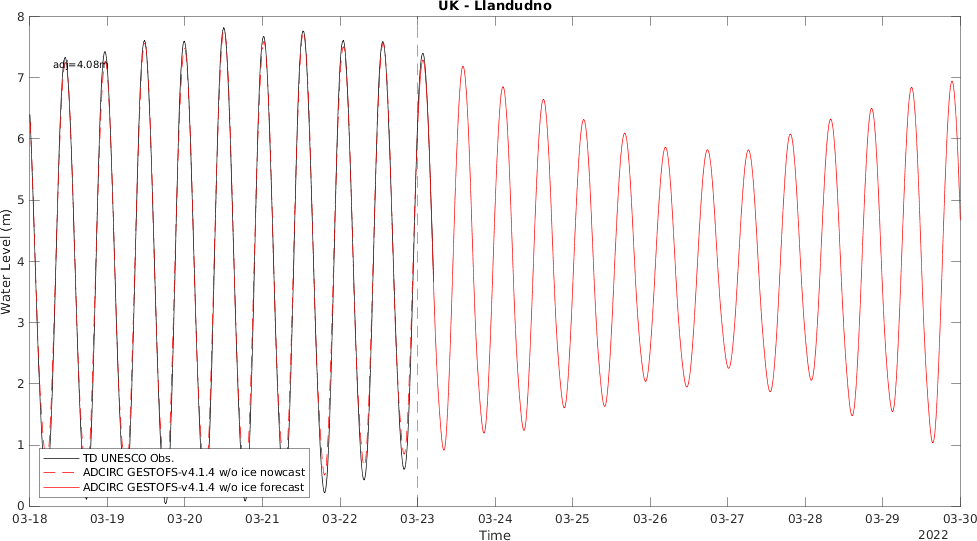 UK - Llandudno
8
7
6
5
4
3
2
1
0
Water Level (m)
adj=4.08m
TD UNESCO Obs.
ADCIRC GESTOFS-v4.1.4 w/o ice nowcast
ADCIRC GESTOFS-v4.1.4 w/o ice forecast
03-18 03-19 03-20 03-21 03-22 03-23 03-24 03-25 03-26 03-27 03-28 03-29 03-30
Time
2022